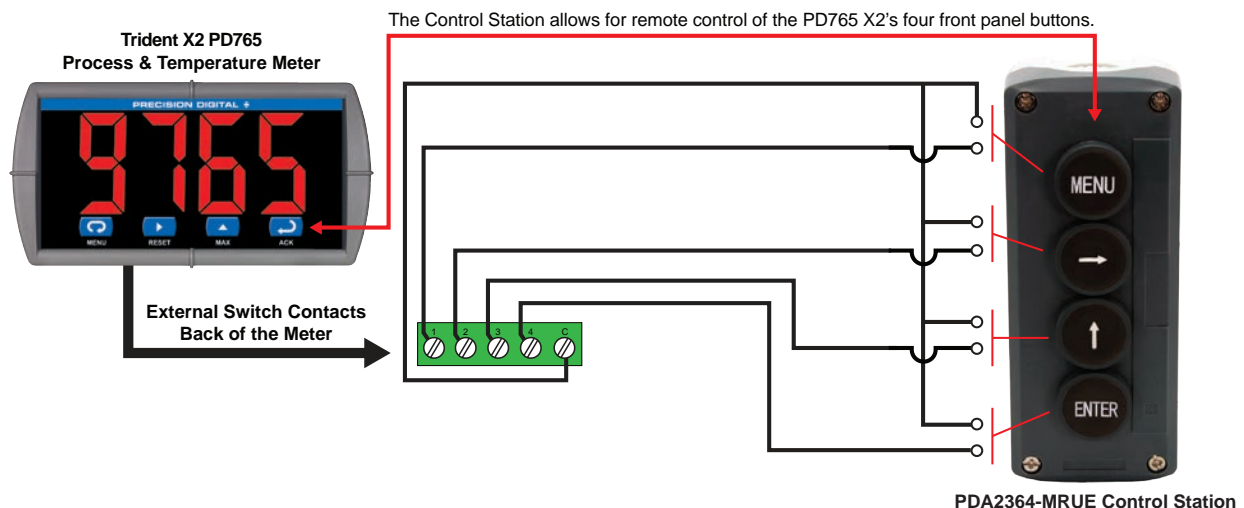 The Control Station allows for remote control of the PD765 X2's four front panel buttons.
Trident X2 PD765
Process & Temperature Meter
PRECISION DIGITAL
9765
MENU RESET MAX ACK
External Switch Contacts
Back of the Meter
1 2 3 4 C
MENU
ENTER
PDA2364-MRUE Control Station